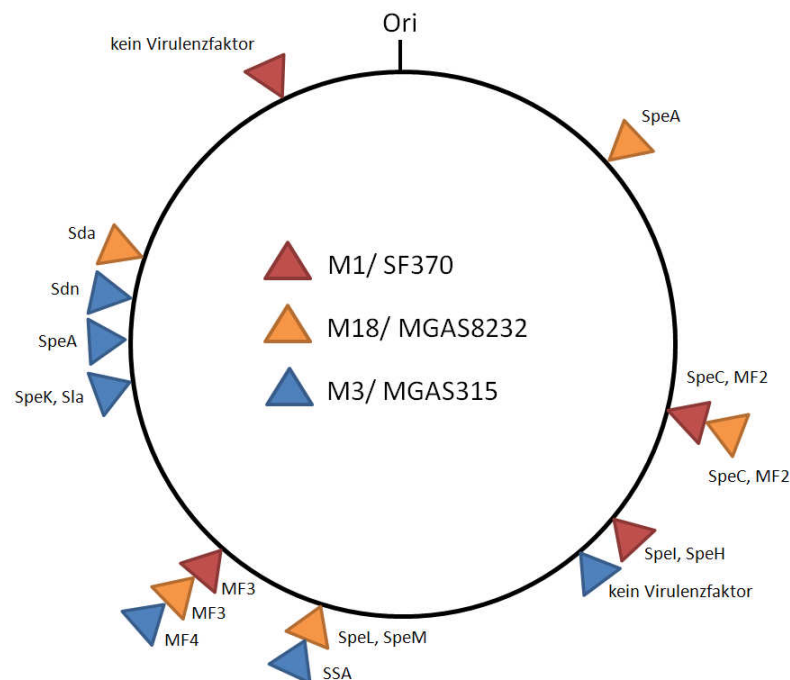 Ori
kein Virulenzfaktor
SpeA
Sda
Sdn
SpeA
SpeK, Sla
M1/ SF370
M18/ MGAS8232
M3/ MGAS315
SpeC, MF2
SpeC, MF2
SpeI, SpeH
kein Virulenzfaktor
MF3
MF3
MF4
SpeL, SpeM
SSA